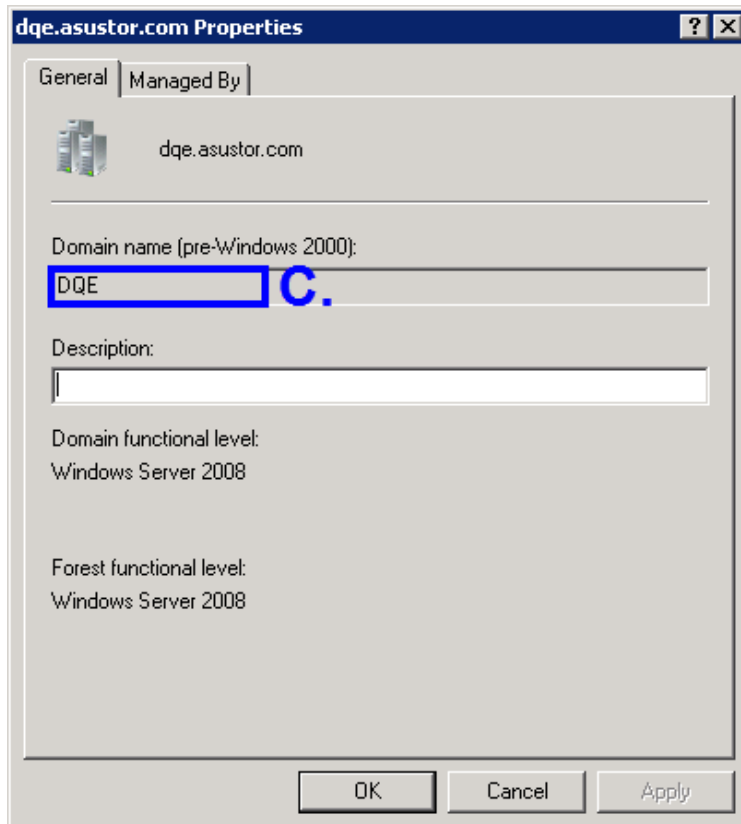 dqe.asustor.com Properties
General Managed By
dqe.asustor.com
Domain name (pre-Windows 2000):
DQE C.
Description:
Domain functional level:
Windows Server 2008
Forest functional level:
Windows Server 2008
OK Cancel Apply